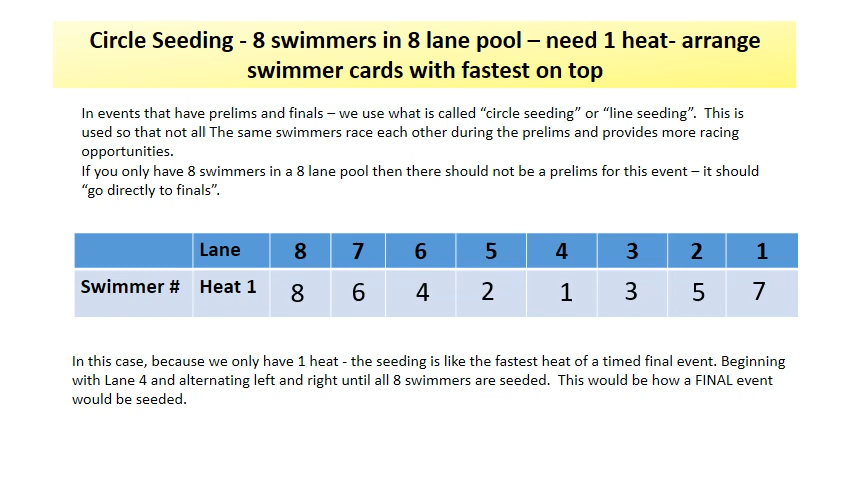 Circle Seeding - 8 swimmers in 8 lane pool – need 1 heat- arrange
swimmer cards with fastest on top
In events that have prelims and finals – we use what is called “circle seeding” or “line seeding”.  This is
used so that not all The same swimmers race each other during the prelims and provides more racing
opportunities.
If you only have 8 swimmers in a 8 lane pool then there should not be a prelims for this event – it should
“go directly to finals”.
Lane 8 7 6 5 4 3 2 1
Swimmer # Heat 1 8 6 4 2 1 3 5 7
In this case, because we only have 1 heat - the seeding is like the fastest heat of a timed final event. Beginning
with Lane 4 and alternating left and right until all 8 swimmers are seeded.  This would be how a FINAL event
would be seeded.